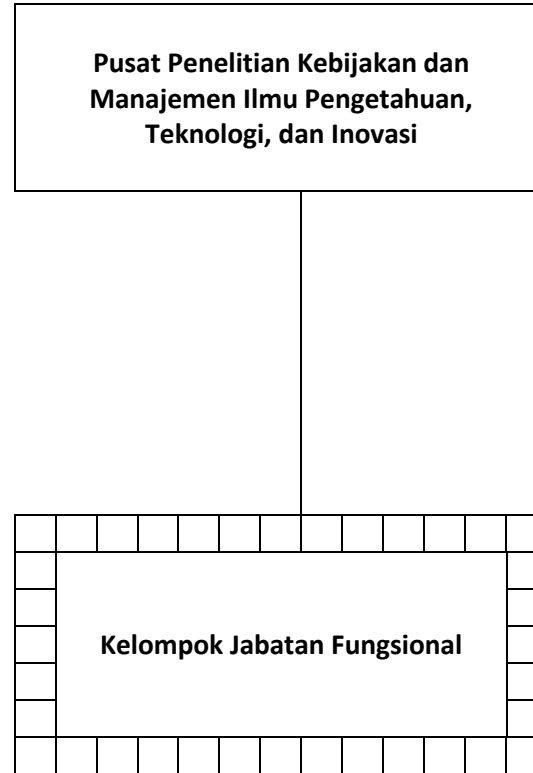 Pusat Penelitian Kebijakan dan
Manajemen Ilmu Pengetahuan,
Teknologi, dan Inovasi
Kelompok Jabatan Fungsional